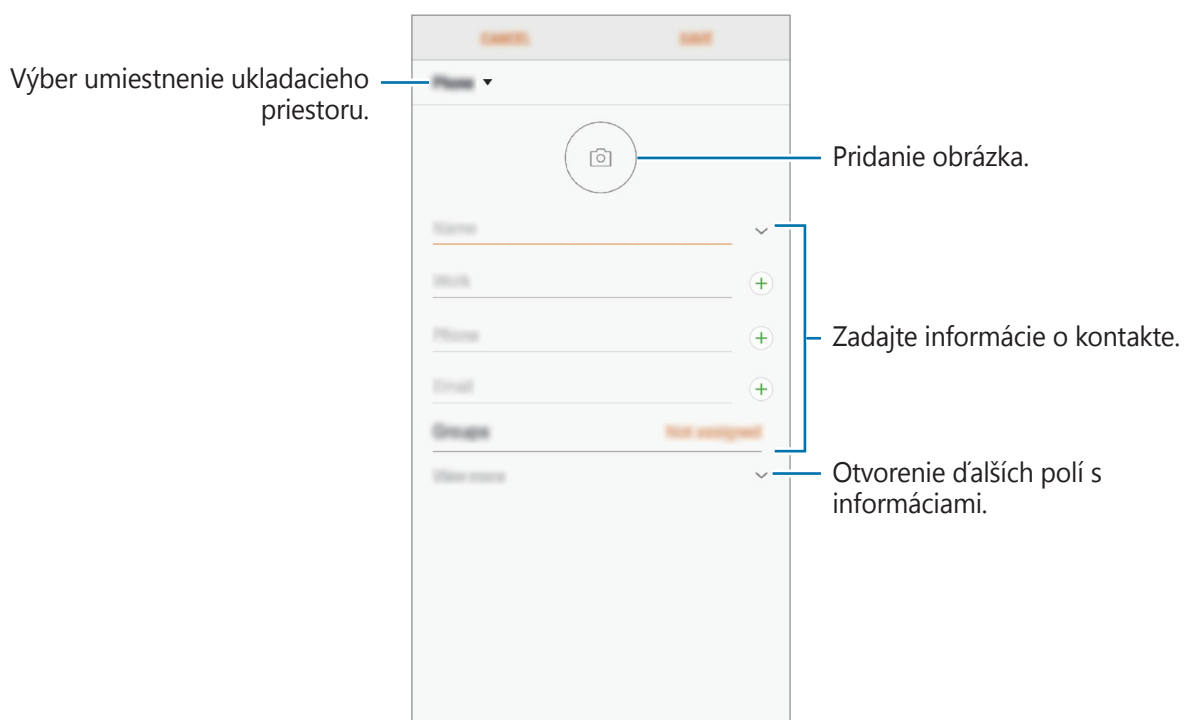 CANCEL SAVE
Výber umiestnenie ukladacieho
priestoru.
Phone
Pridanie obrázka.
Name
Work
Phone
Zadajte informácie o kontakte.
Email
Groups Not assigned
View more
Otvorenie ďalších polí s
informáciami.